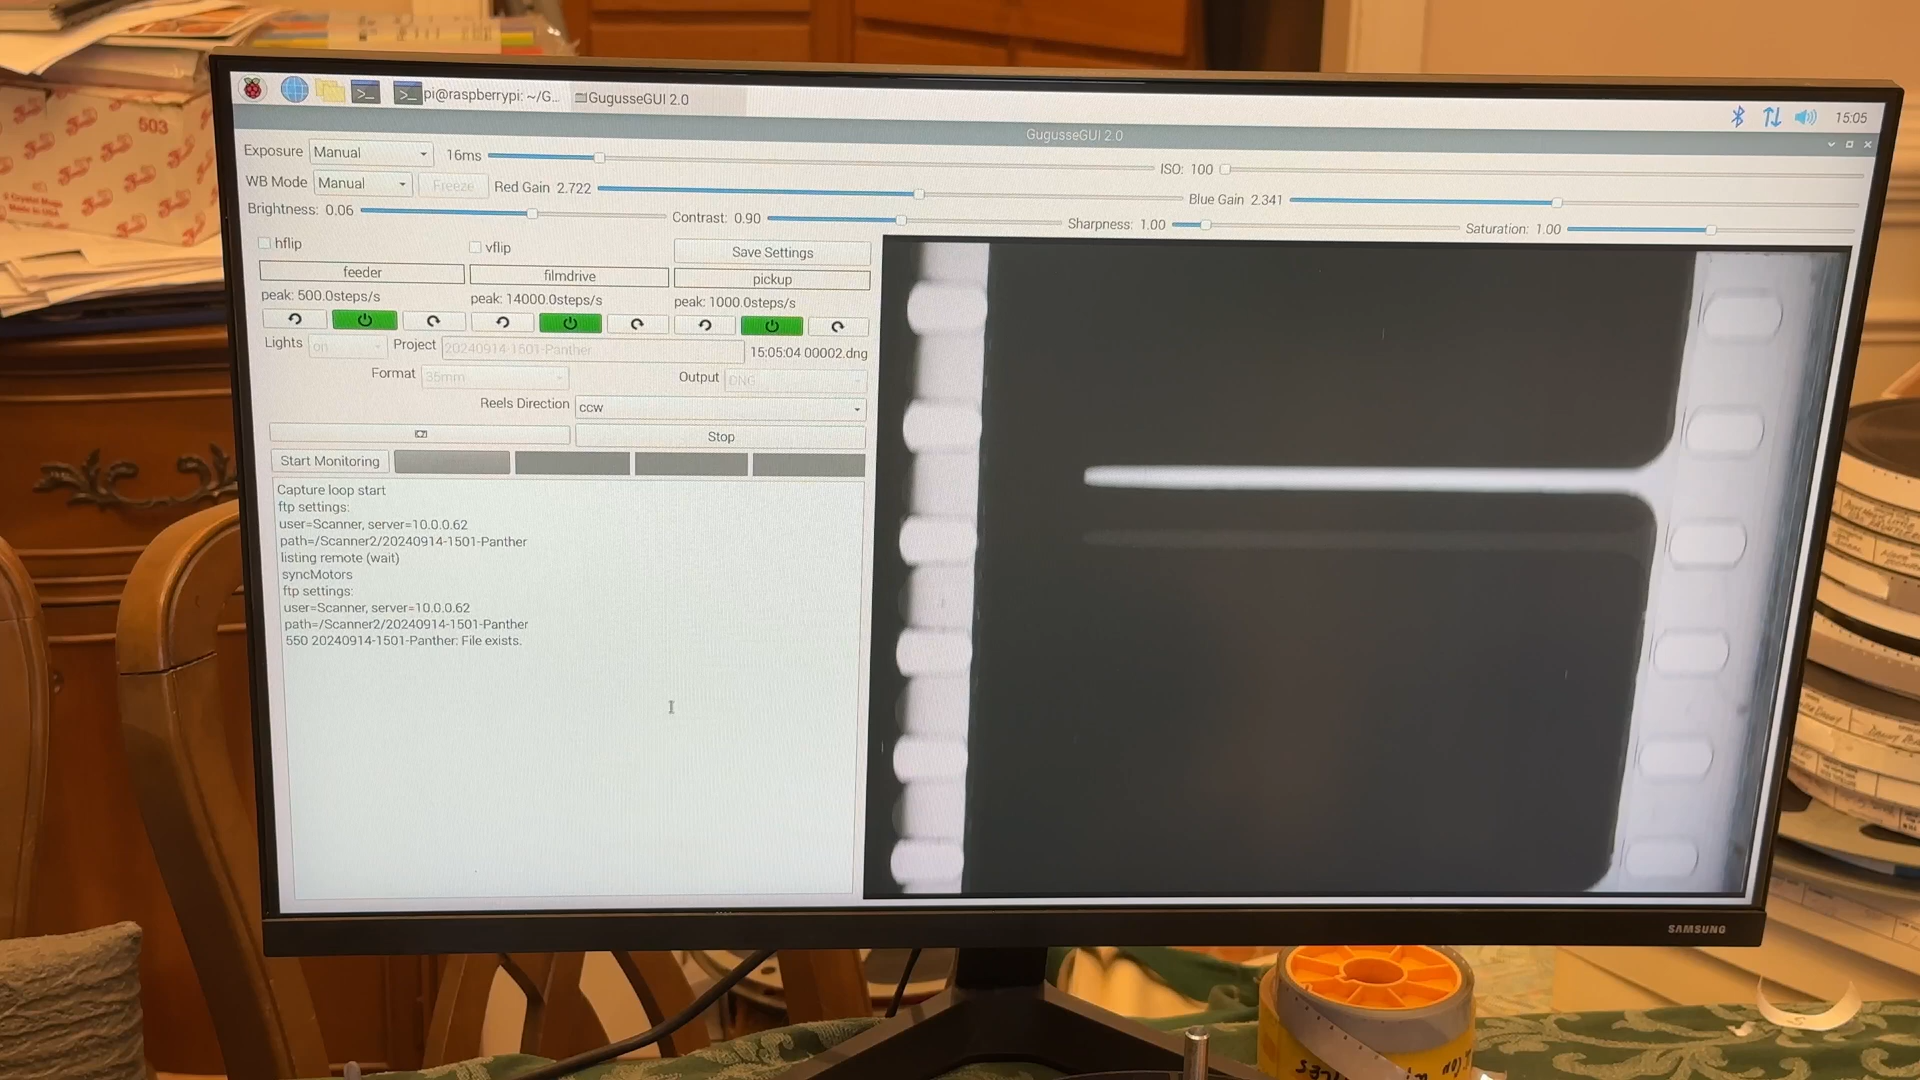 503
pi@raspberrypi: ~/G...
GugusseGUI 2.0
15:05
GugusseGUI 2.0
Exposure Manual 16ms ISO: 100
WB Mode Manual Freeze Red Gain 2.722 Blue Gain 2.341
Brightness: 0.06 Contrast: 0.90 Sharpness: 1.00 Saturation: 1.00
hflip vflip Save Settings
feeder filmdrive pickup
peak: 500.0steps/s peak: 14000.0steps/s peak: 1000.0steps/s
Lights on Project 20240914-1501-Panther 15:05:04 00002.dng
Format 35mm Output DNG
Reels Direction ccw
Stop
Start Monitoring
Capture loop start
ftp settings:
user=Scanner, server=10.0.0.62
path=/Scanner2/20240914-1501-Panther
listing remote (wait)
syncMotors
ftp settings:
user=Scanner, server=10.0.0.62
path=/Scanner2/20240914-1501-Panther
550 20240914-1501-Panther: File exists.
SAMSUNG